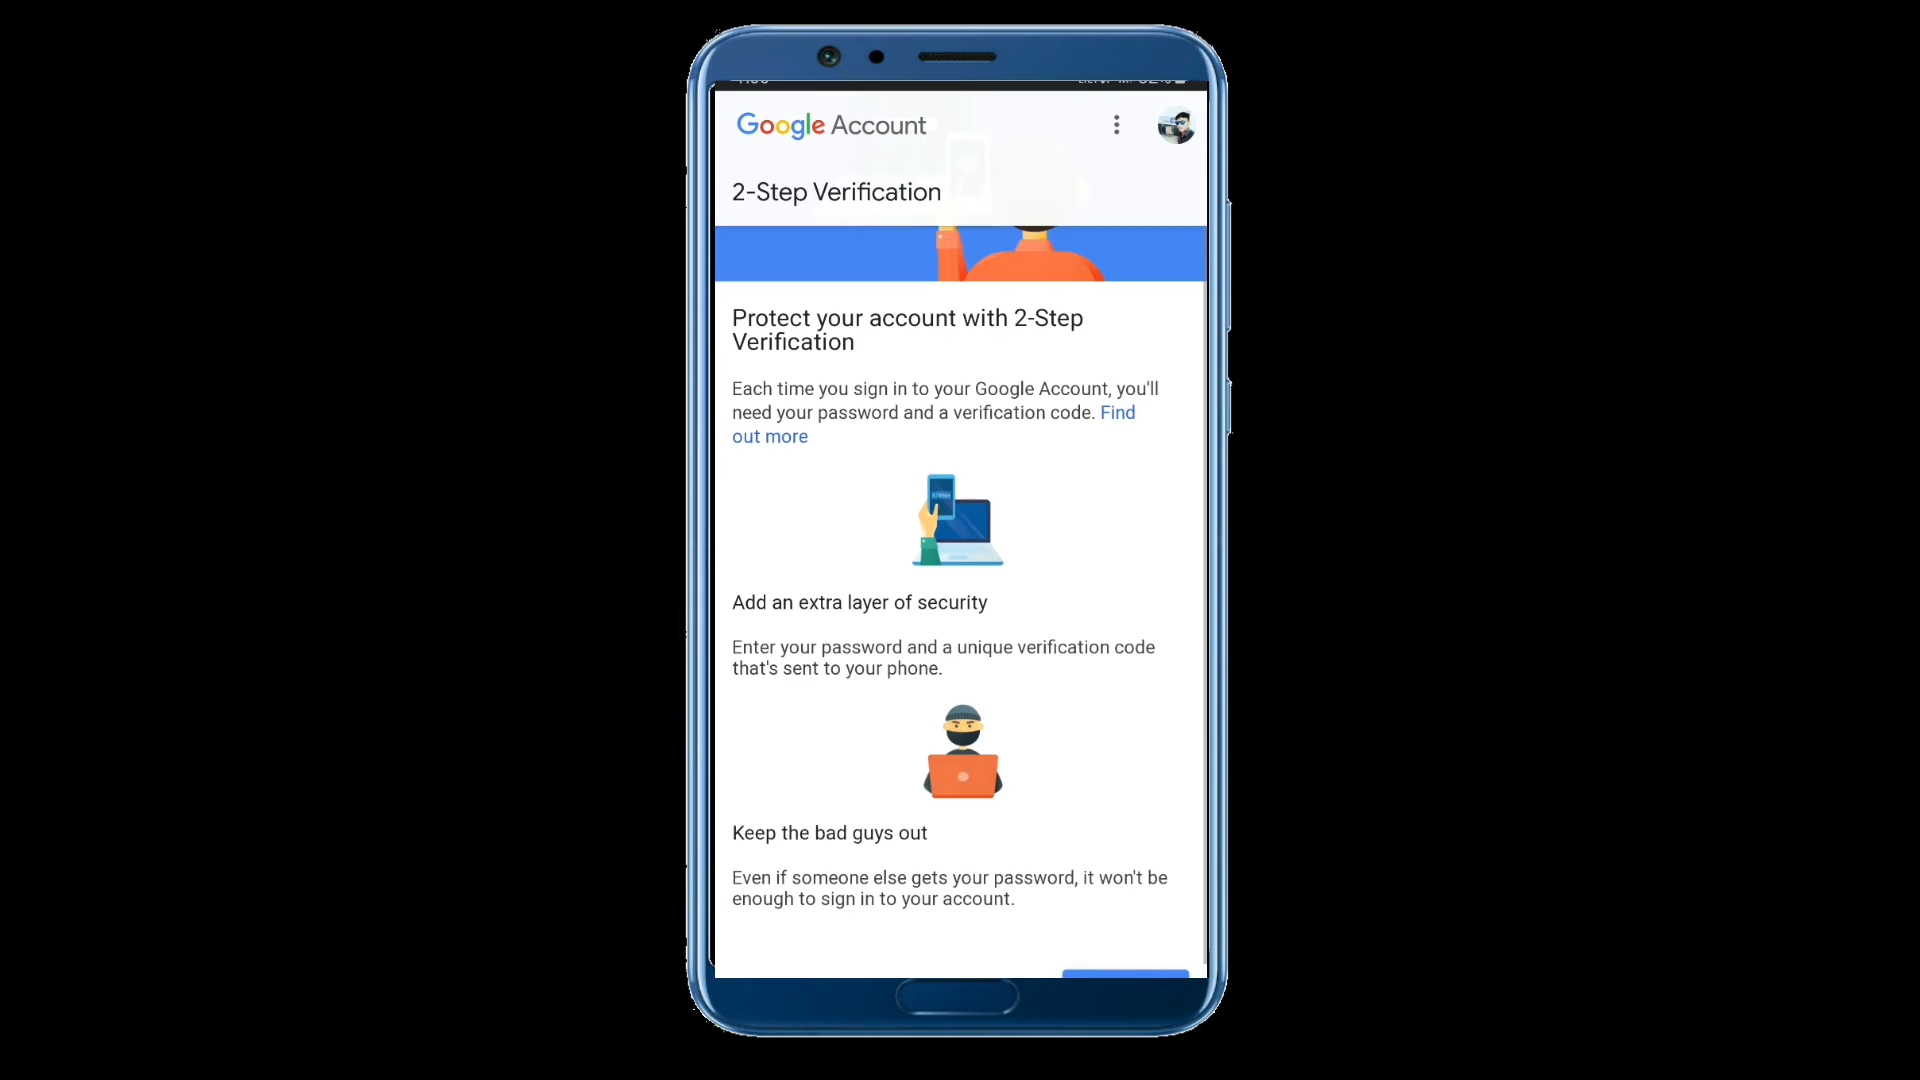 Google Account
2-Step Verification
Protect your account with 2-Step
Verification
Each time you sign in to your Google Account, you'll
need your password and a verification code. Find
out more
Add an extra layer of security
Enter your password and a unique verification code
that's sent to your phone.
Keep the bad guys out
Even if someone else gets your password, it won't be
enough to sign in to your account.